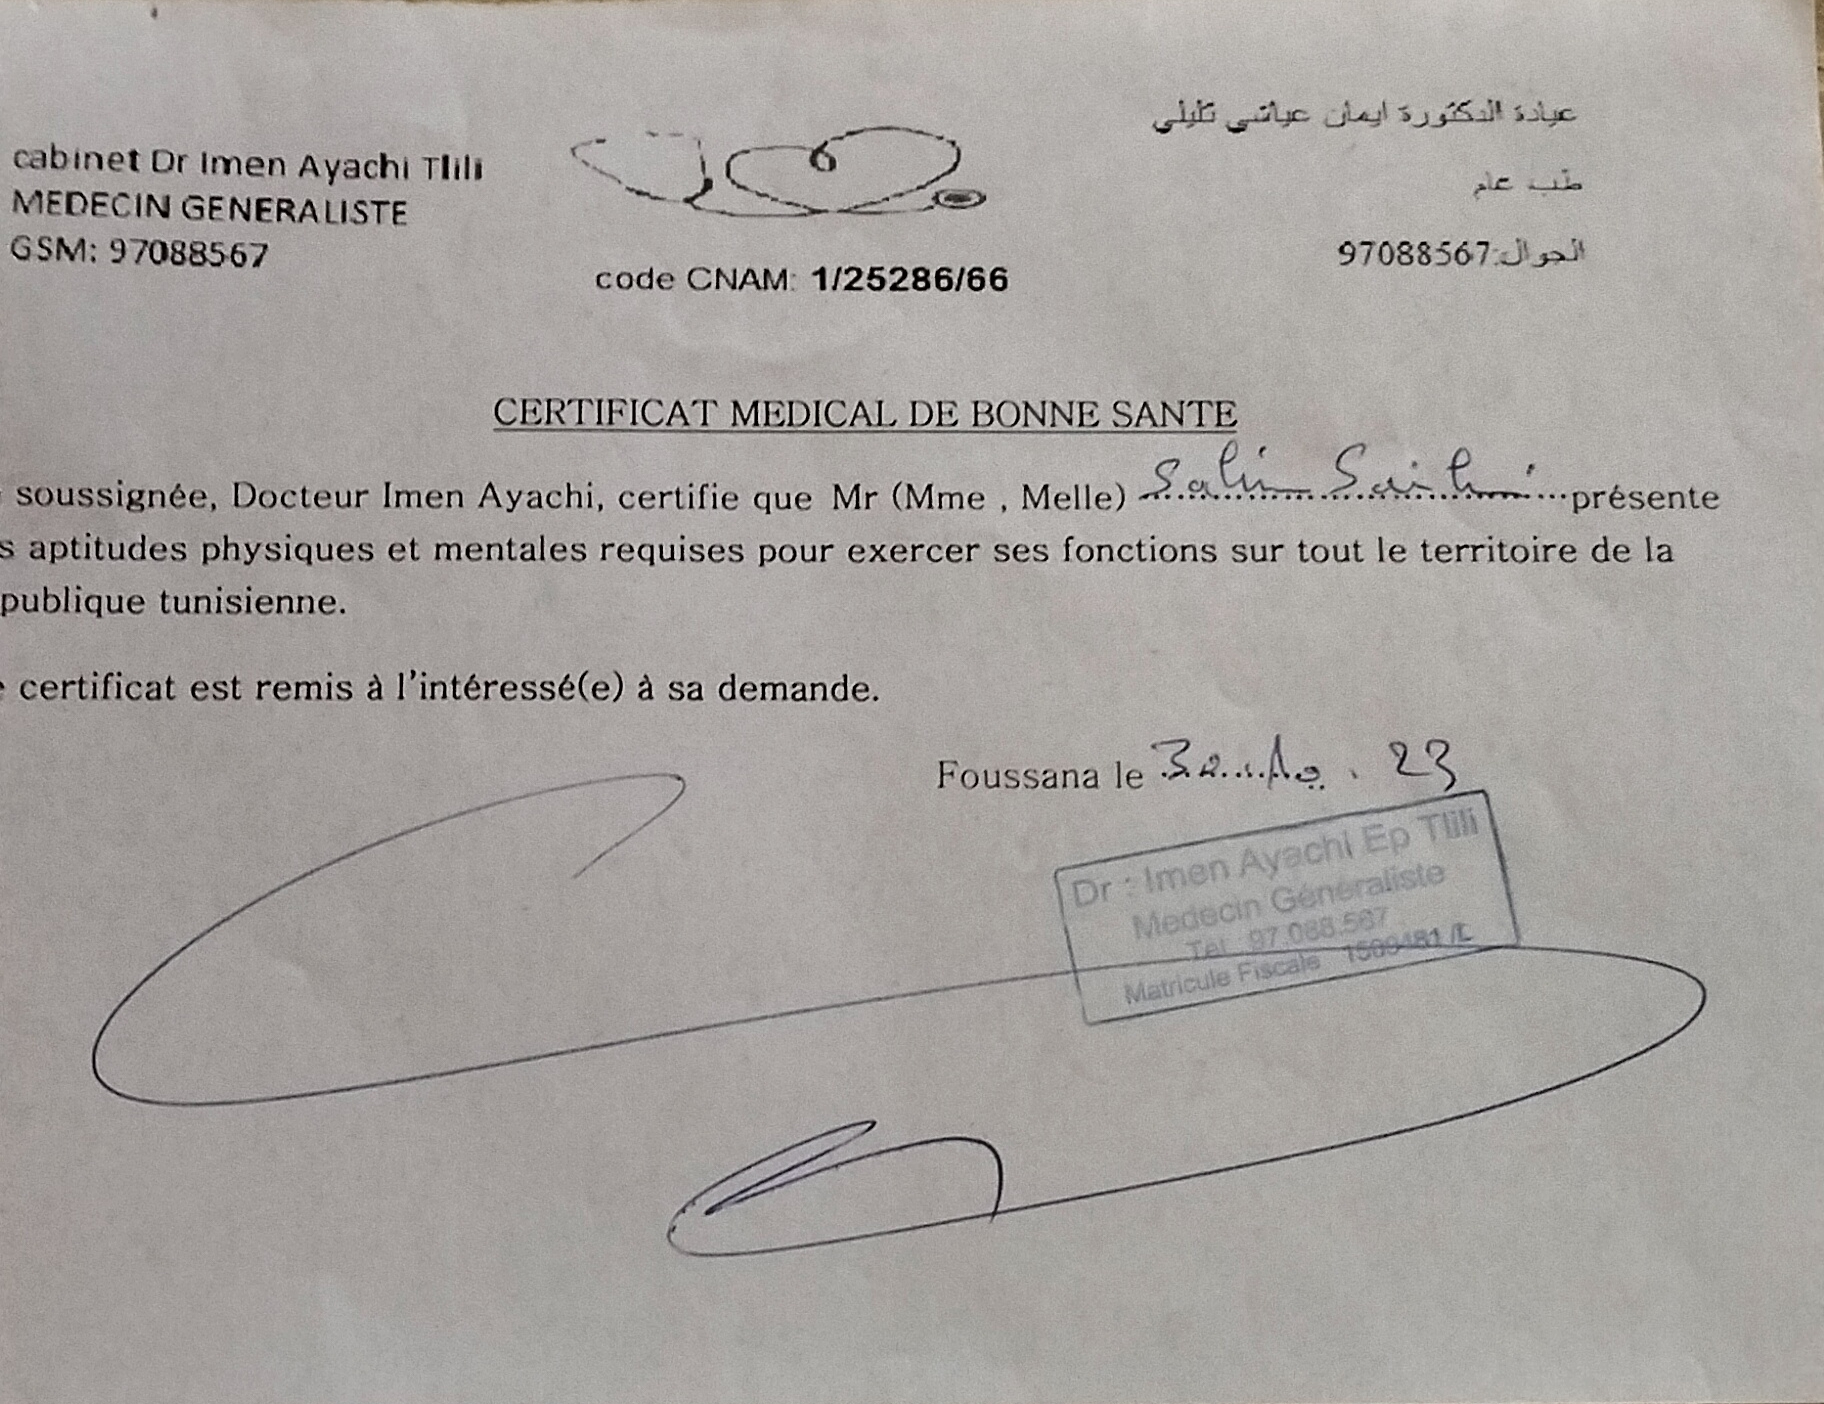 cabinet Dr Imen Ayachi Tlili
MEDECIN GENERALISTE
GSM: 97088567
code CNAM: 1/25286/66
عيادة الدكتورة ايمان عياشي تليلي
طب عام
الجوال:97088567
CERTIFICAT MEDICAL DE BONNE SANTE
soussignée, Docteur Imen Ayachi, certifie que Mr (Mme , Melle) Salim présente
s aptitudes physiques et mentales requises pour exercer ses fonctions sur tout le territoire de la
publique tunisienne.
e certificat est remis à l'intéressé(e) à sa demande.
Foussana le 23
Dr : Imen Ayachi Ep Tlili
Medecin Généraliste
Tel 97.088.567
Matricule Fiscale